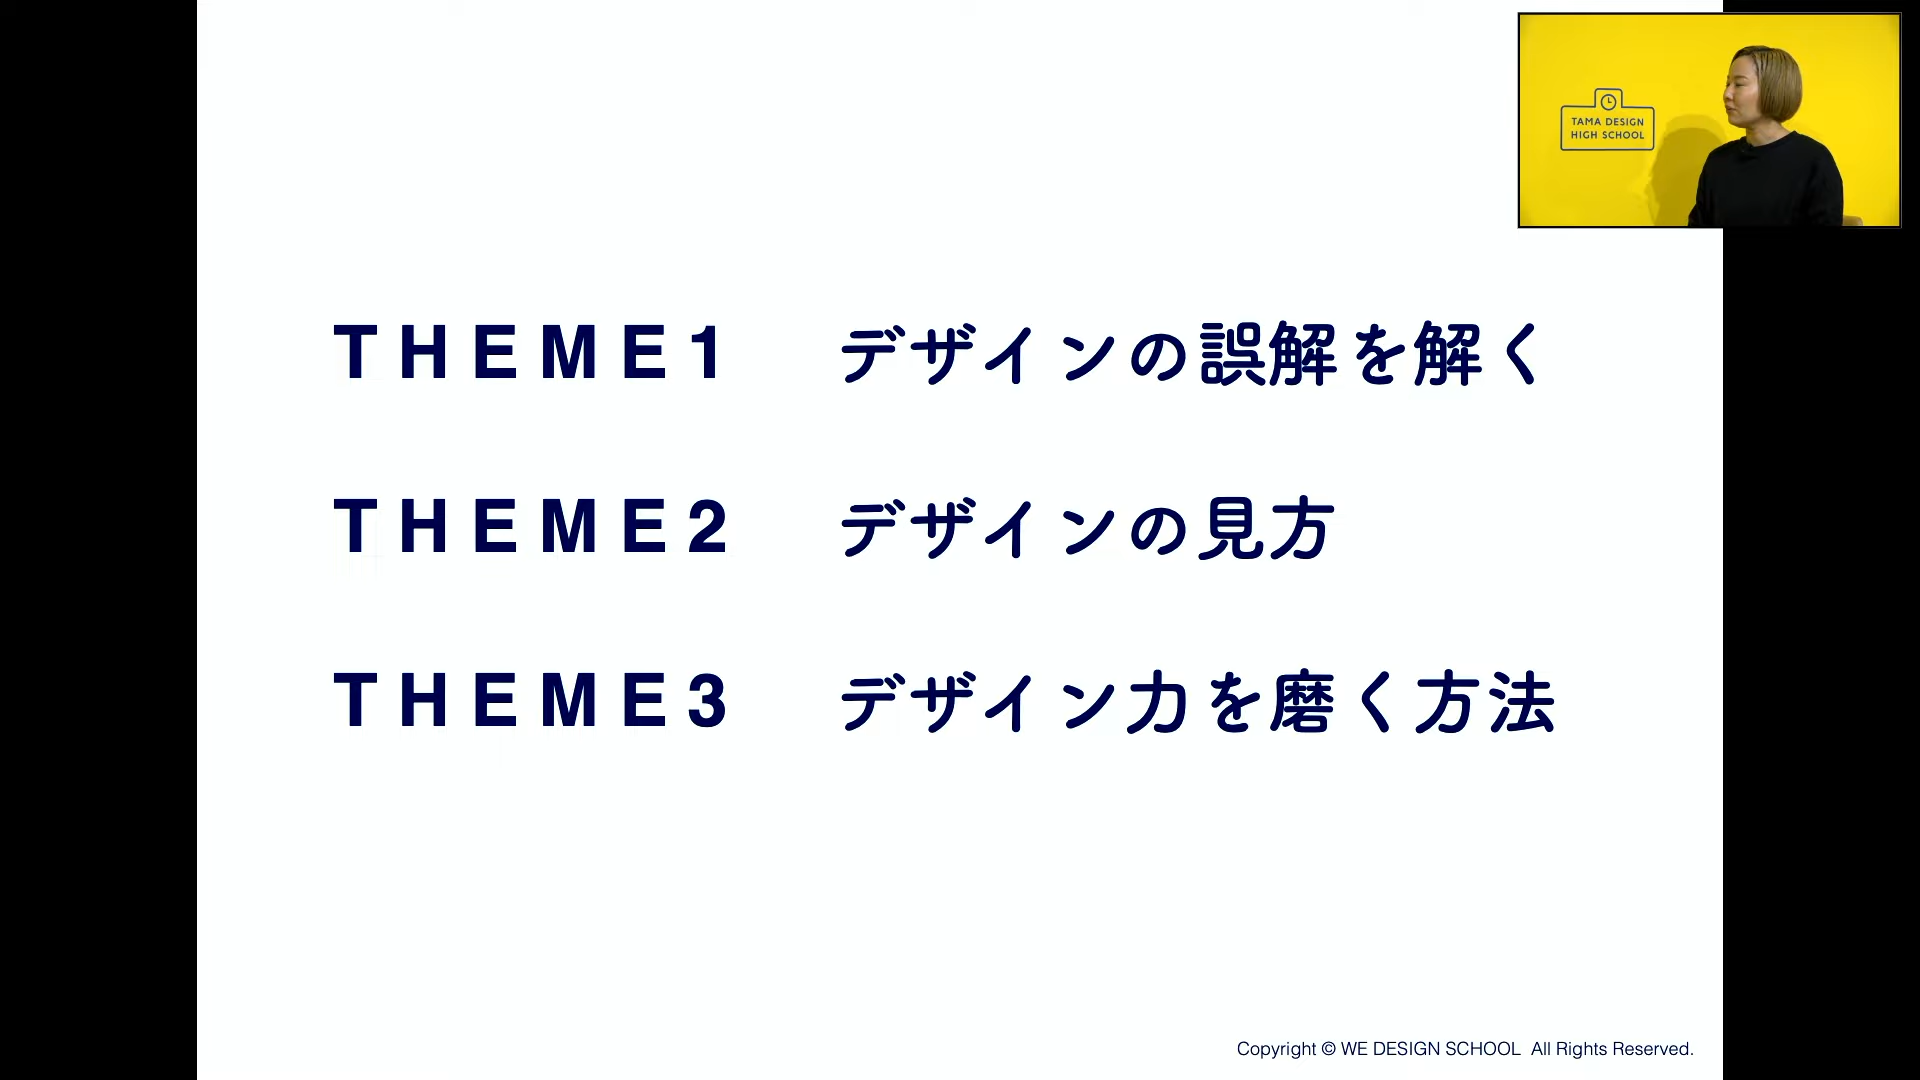 THEME1 デザインの誤解を解く
THEME2 デザインの見方
THEME3 デザイン力を磨く方法
TAMA DESIGN
HIGH SCHOOL
Copyright © WE DESIGN SCHOOL All Rights Reserved.